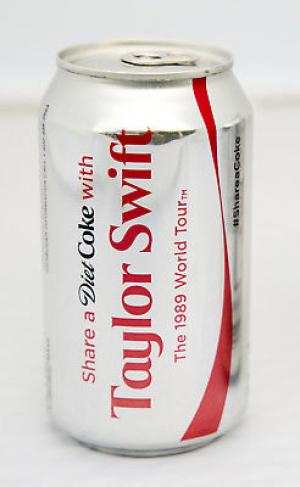 Share a Diet Coke with
Taylor Swift
The 1989 World Tour™
#ShareaCoke